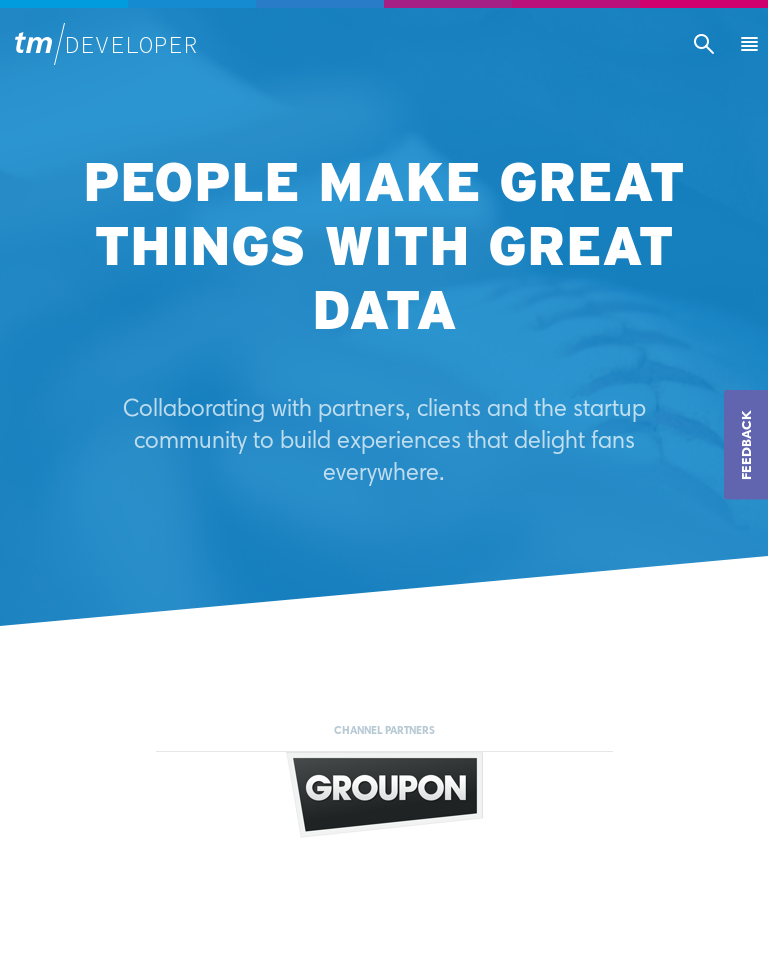 tm/DEVELOPER
PEOPLE MAKE GREAT
THINGS WITH GREAT
DATA
Collaborating with partners, clients and the startup
community to build experiences that delight fans
everywhere.
FEEDBACK
CHANNEL PARTNERS
GROUPON